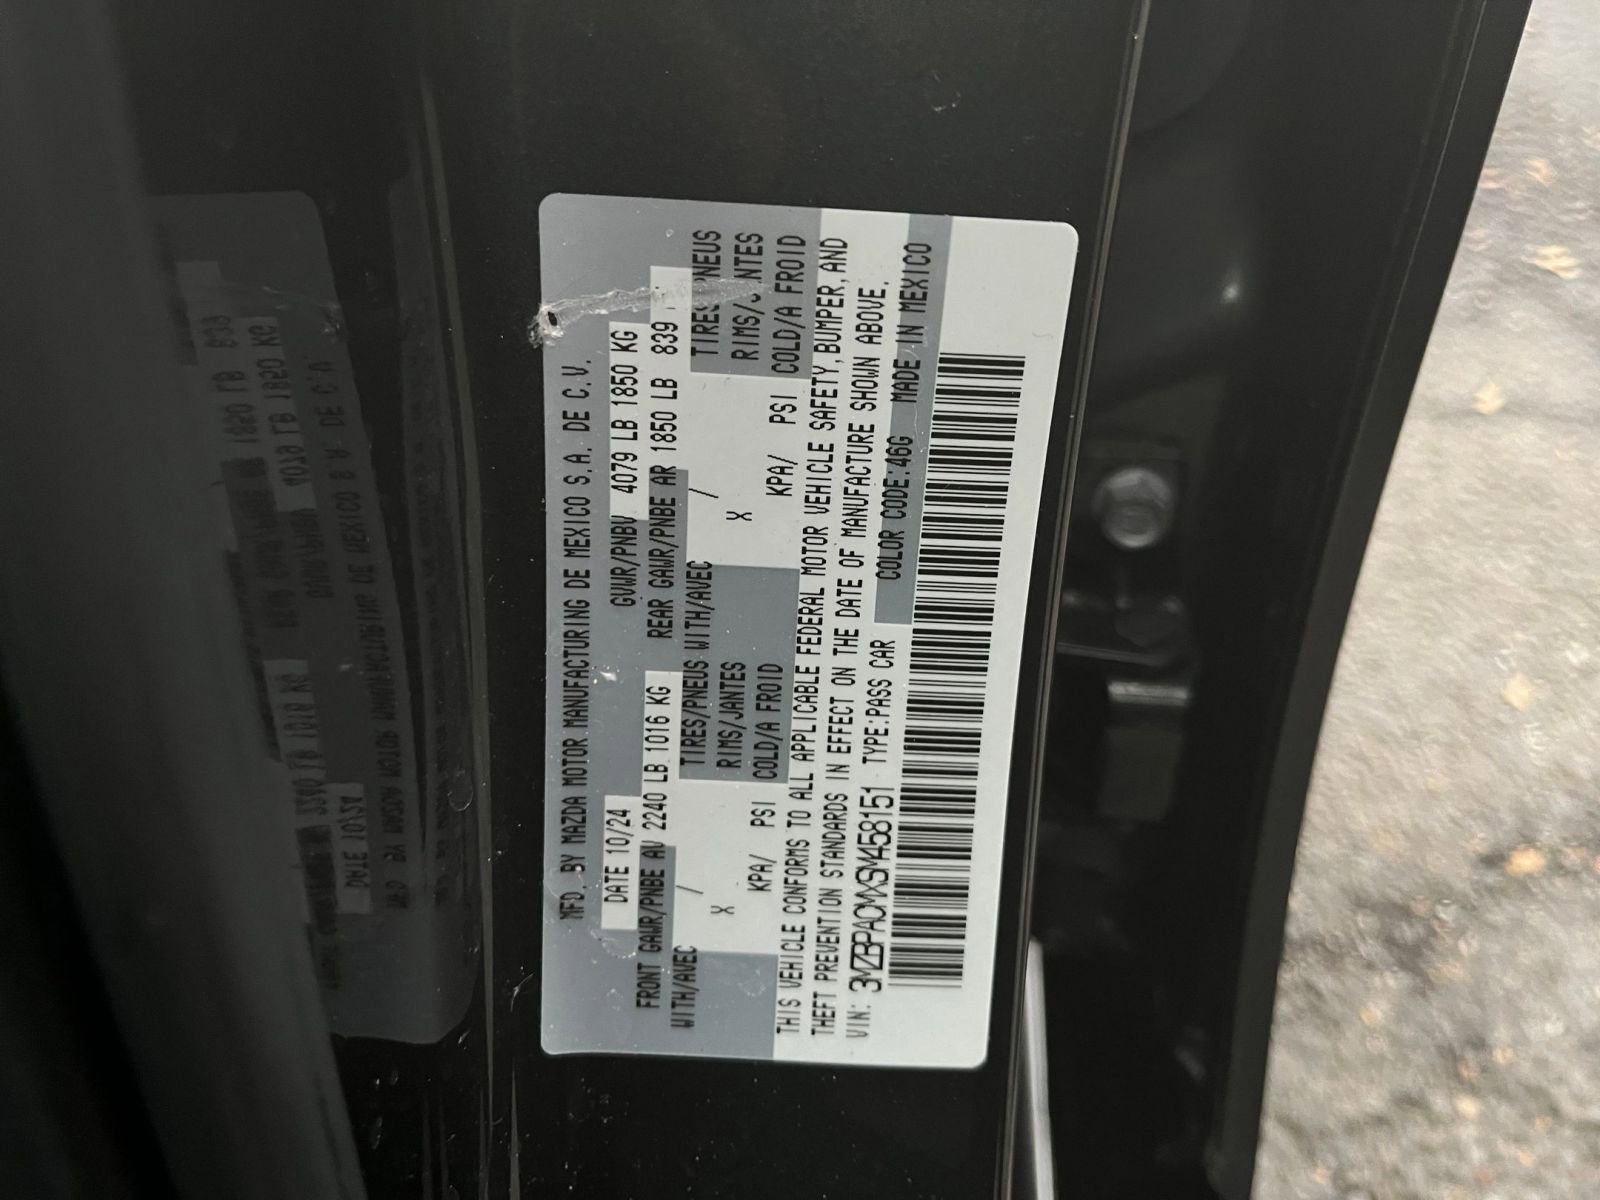 MFD. BY MAZDA MOTOR MANUFACTURING DE MEXICO S.A. DE C.V.
DATE 10/24 GVWR/PNBV 4079 LB 1850 KG
FRONT GAWR/PNBE AV 2240 LB 1016 KG REAR GAWR/PNBE AR 1850 LB 839
WITH/AVEC / TIRES/PNEUS WITH/AVEC / TIRES PNEUS
X RIMS/JANTES X RIMS/ NTES
KPA/ PSI COLD/A FROID KPA/ PSI COLD/A FROID
THIS VEHICLE CONFORMS TO ALL APPLICABLE FEDERAL MOTOR VEHICLE SAFETY, BUMPER, AND
THEFT PREVENTION STANDARDS IN EFFECT ON THE DATE OF MANUFACTURE SHOWN ABOVE.
VIN: 3MZBPACMXSM458151 TYPE:PASS CAR COLOR CODE:46G MADE IN MEXICO